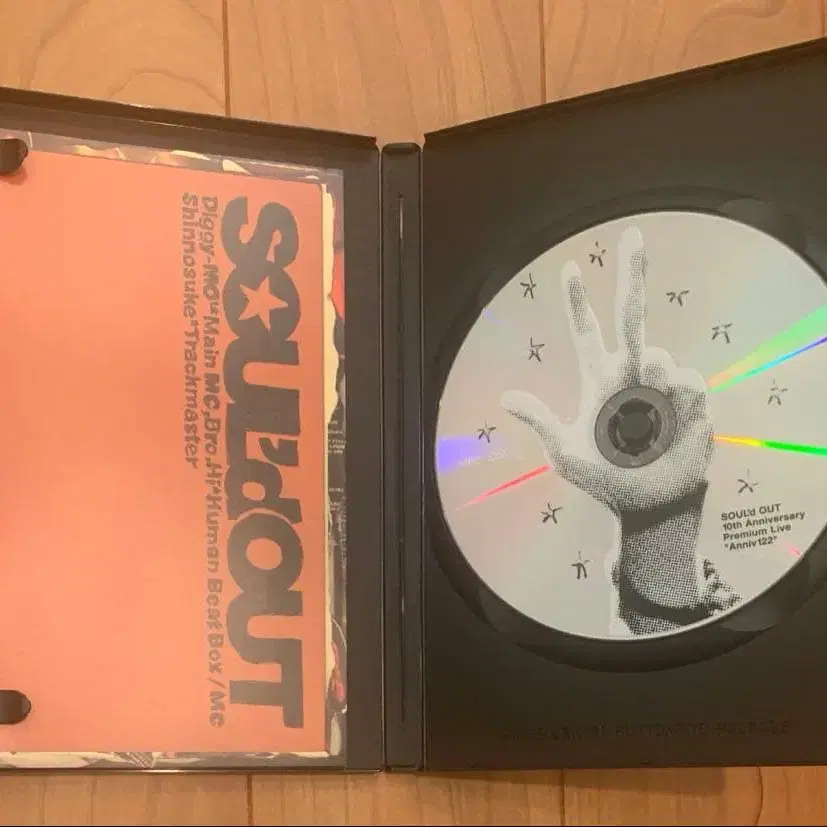 SOUL'd OUT
Diggy-MO'*Main MC,Bro.Hi*Human Beat Box / Mc
Shinnosuke*Trackmaster
SOUL'd OUT
10th Anniversary
Premium Live
"Anniv122"